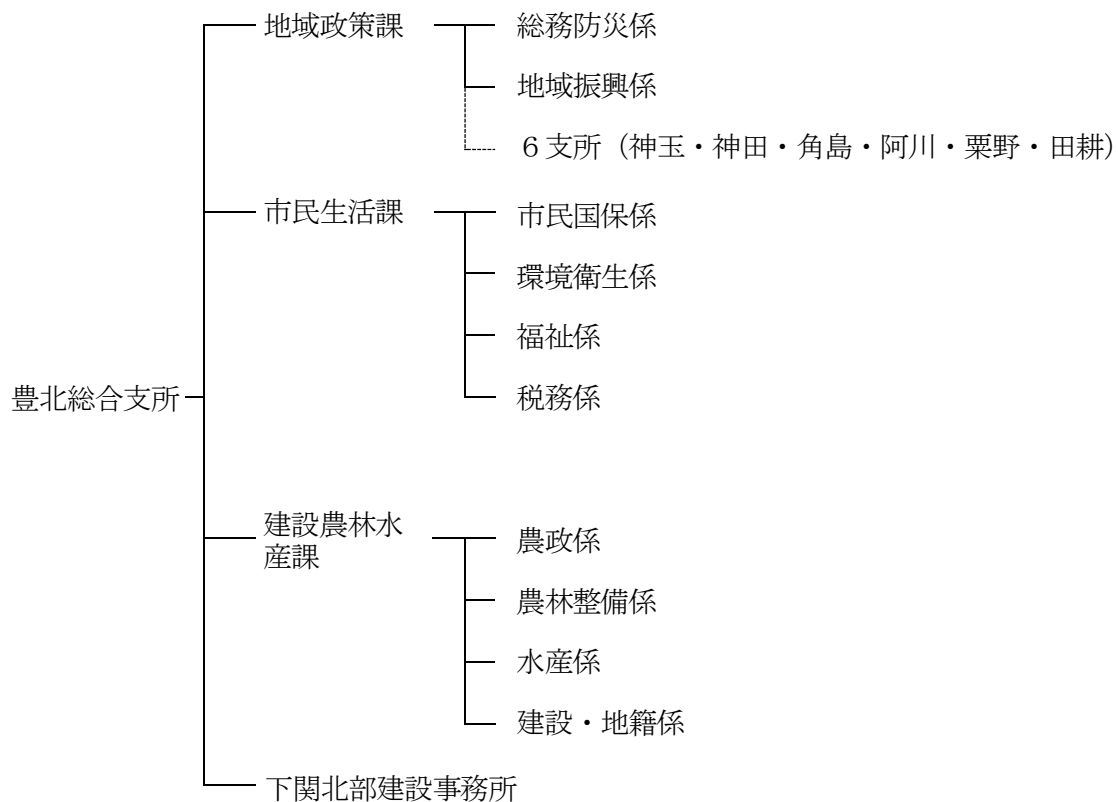 地域政策課
総務防災係
地域振興係
６支所（神玉・神田・角島・阿川・粟野・田耕）
市民生活課
市民国保係
環境衛生係
福祉係
税務係
豊北総合支所
建設農林水
産課
農政係
農林整備係
水産係
建設・地籍係
下関北部建設事務所